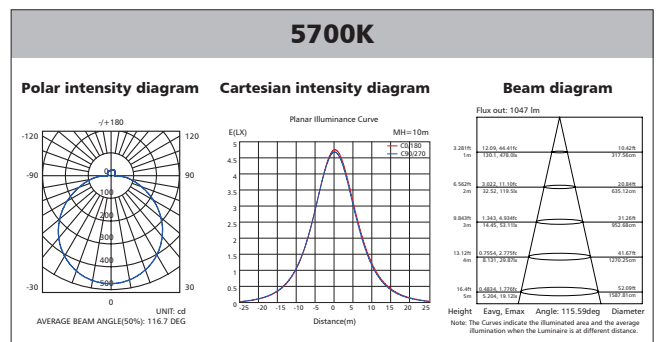 5700K
Polar intensity diagram
Cartesian intensity diagram
Beam diagram
-/+180
-120
120
-90
90
0
100
200
300
400
500
-30
30
0
UNIT: cd
AVERAGE BEAM ANGLE(50%): 116.7 DEG
Planar Illuminance Curve
E(LX)
MH=10m
C0/180
C90/270
5
4.5
4
3.5
3
2.5
2
1.5
1
0.5
0
-25 -20 -15 -10 -5 0 5 10 15 20 25
Distance(m)
Flux out: 1047 lm
3.281ft 12.09, 44.41fc 10.42ft
1m 130.1, 478.0lx 317.56cm
6.562ft 3.022, 11.10fc 20.84ft
2m 32.52, 119.5lx 635.12cm
9.843ft 1.343, 4.934fc 31.26ft
3m 14.45, 53.11lx 952.68cm
13.12ft 0.7554, 2.775fc 41.67ft
4m 8.131, 29.87lx 1270.25cm
16.4ft 0.4834, 1.776fc 52.09ft
5m 5.204, 19.12lx 1587.81cm
Height Eavg, Emax Angle: 115.59deg Diameter
Note: The Curves indicate the illuminated area and the average
illumination when the Luminaire is at different distance.